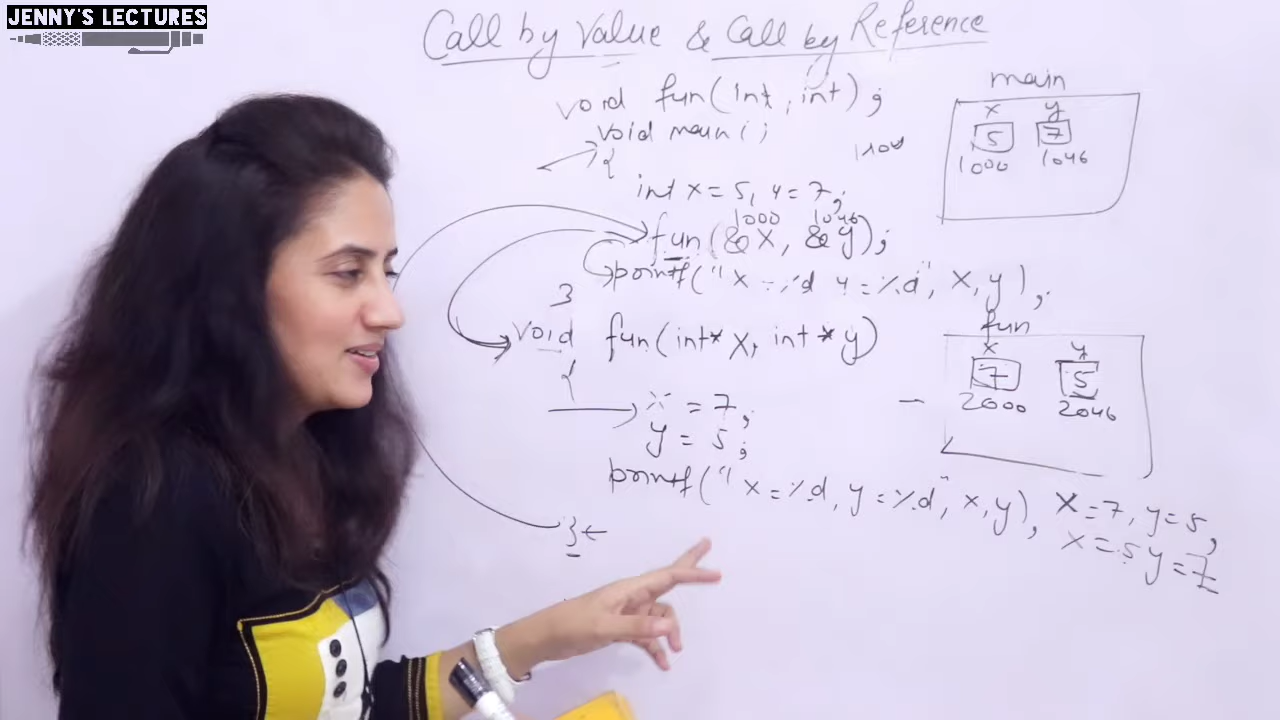 JENNY'S LECTURES
Call by Value & Call by Reference
void fun(int, int);
void main();
{
int x = 5, y = 7;
1000 1046
fun(&x, &y);
printf("x = %d y = %d", x, y);
}
void fun(int* x, int* y)
{
x = 7;
y = 5;
printf("x = %d, y = %d", x, y);
}
main
x y
5 7
1000 1046
fun
x y
7 5
2000 2046
x = 7, y = 5,
x = 5 y = 7